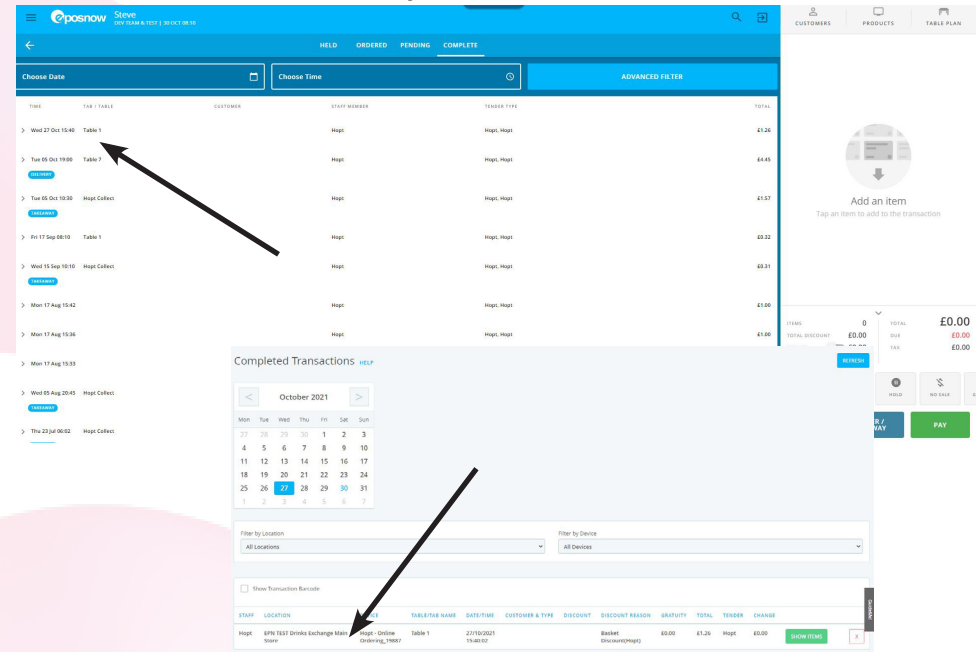 eposnow Steve
DEV TEAM & TEST | 30 OCT 08:10
CUSTOMERS PRODUCTS TABLE PLAN
HELD ORDERED PENDING COMPLETE
Choose Date Choose Time ADVANCED FILTER
TIME TAB / TABLE CUSTOMER STAFF MEMBER TENDER TYPE TOTAL
Wed 27 Oct 15:40 Table 1 Hopt Hopt, Hopt £1.26
Tue 05 Oct 19:00 Table 7 Hopt Hopt, Hopt £4.45
DELIVERY
Tue 05 Oct 10:30 Hopt Collect Hopt Hopt, Hopt £1.57
TAKEAWAY
Fri 17 Sep 08:10 Table 1 Hopt Hopt, Hopt £0.32
Wed 15 Sep 10:10 Hopt Collect Hopt Hopt, Hopt £0.31
TAKEAWAY
Mon 17 Aug 15:42 Hopt Hopt, Hopt £1.00
Mon 17 Aug 15:36 Hopt Hopt, Hopt £1.00
Mon 17 Aug 15:33
Wed 05 Aug 20:45 Hopt Collect
TAKEAWAY
Thu 23 Jul 06:02 Hopt Collect
Add an item
Tap an item to add to the transaction
ITEMS 0 TOTAL £0.00
TOTAL DISCOUNT £0.00 DUE £0.00
TAX £0.00
HOLD NO SALE
PAY
Completed Transactions HELP REFRESH
< October 2021 >
Mon Tue Wed Thu Fri Sat Sun
27 28 29 30 1 2 3
4 5 6 7 8 9 10
11 12 13 14 15 16 17
18 19 20 21 22 23 24
25 26 27 28 29 30 31
1 2 3 4 5 6 7
Filter by Location Filter by Device
All Locations All Devices
Show Transaction Barcode
STAFF LOCATION TABLE/TAB NAME DATE/TIME CUSTOMER & TYPE DISCOUNT DISCOUNT REASON GRATUITY TOTAL TENDER CHANGE
Hopt EPN TEST Drinks Exchange Main Hopt - Online Table 1 27/10/2021 Basket £0.00 £1.26 Hopt £0.00 SHOW ITEMS X
Store Ordering_19887 15:40:02 Discount(Hopt)